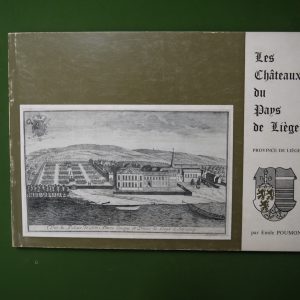 Les
Châteaux
du
Pays
de Liège
PROVINCE DE LIÈGE
par Emile POUMON